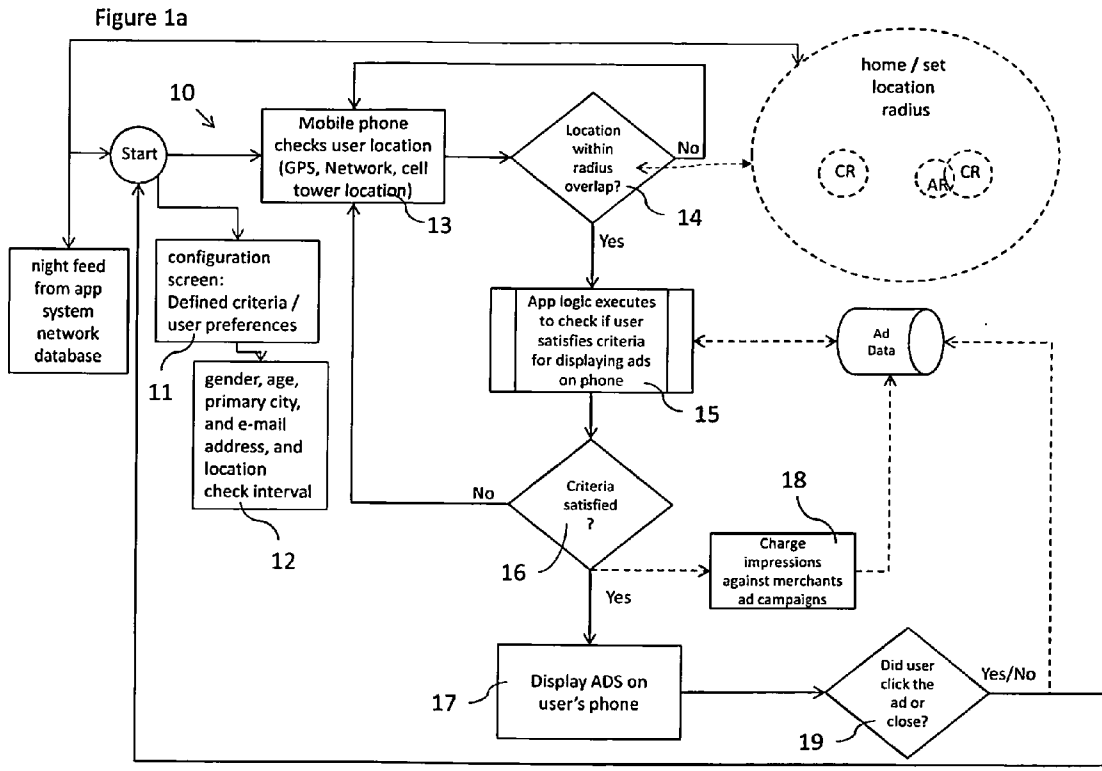 Figure 1a
home / set
location
radius
CR
AR
CR
10
Start
Mobile phone
checks user location
(GPS, Network, cell
tower location)
13
Location
within
radius
overlap?
No
14
Yes
night feed
from app
system
network
database
configuration
screen:
Defined criteria /
user preferences
11
gender, age,
primary city,
and e-mail
address, and
location
check interval
12
App logic executes
to check if user
satisfies criteria
for displaying ads
on phone
15
Ad
Data
No
Criteria
satisfied
?
16
Yes
18
Charge
impressions
against merchants
ad campaigns
17
Display ADS on
user's phone
Did user
click the
ad or
close?
Yes/No
19